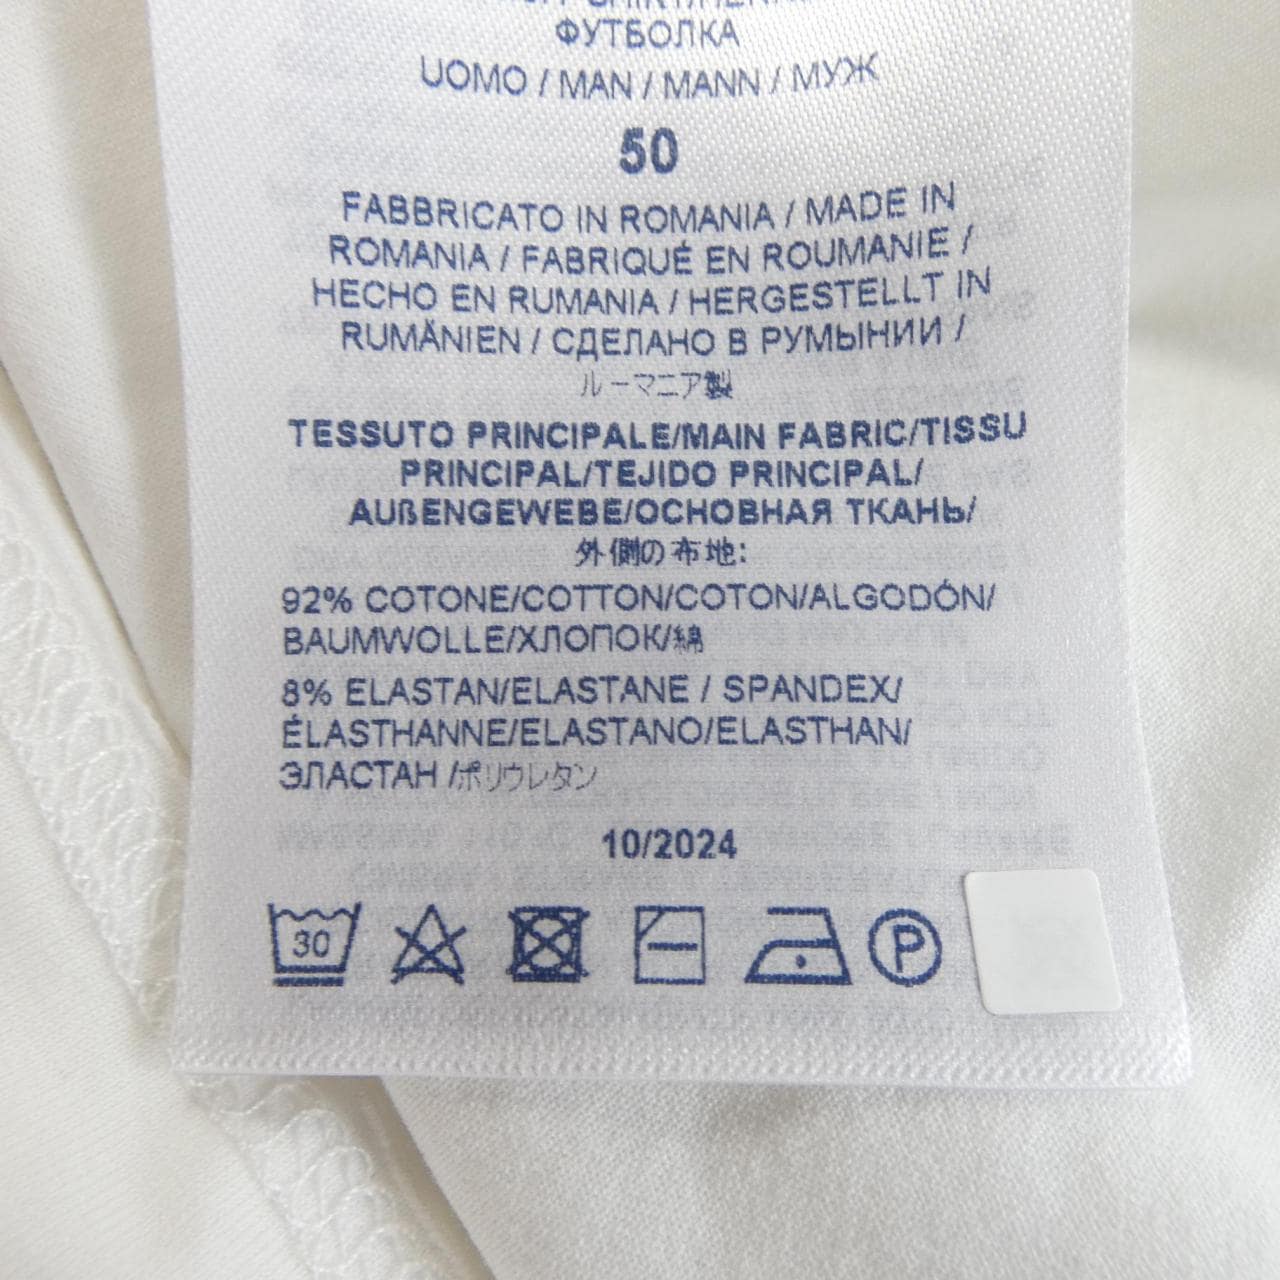 ФУТБОЛКА
UOMO / MAN / MANN / МУЖ
50
FABBRICATO IN ROMANIA / MADE IN
ROMANIA / FABRIQUÉ EN ROUMANIE /
HECHO EN RUMANIA / HERGESTELLT IN
RUMÄNIEN / СДЕЛАНО В РУМЫНИИ /
ルーマニア製
TESSUTO PRINCIPALE/MAIN FABRIC/TISSU
PRINCIPAL/TEJIDO PRINCIPAL/
AUßENGEWEBE/ОСНОВНАЯ ТКАНЬ/
外側の布地:
92% COTONE/COTTON/COTON/ALGODÓN/
BAUMWOLLE/ХЛОПОК/綿
8% ELASTAN/ELASTANE / SPANDEX/
ÉLASTHANNE/ELASTANO/ELASTHAN/
ЭЛАСТАН /ポリウレタン
10/2024
30 P